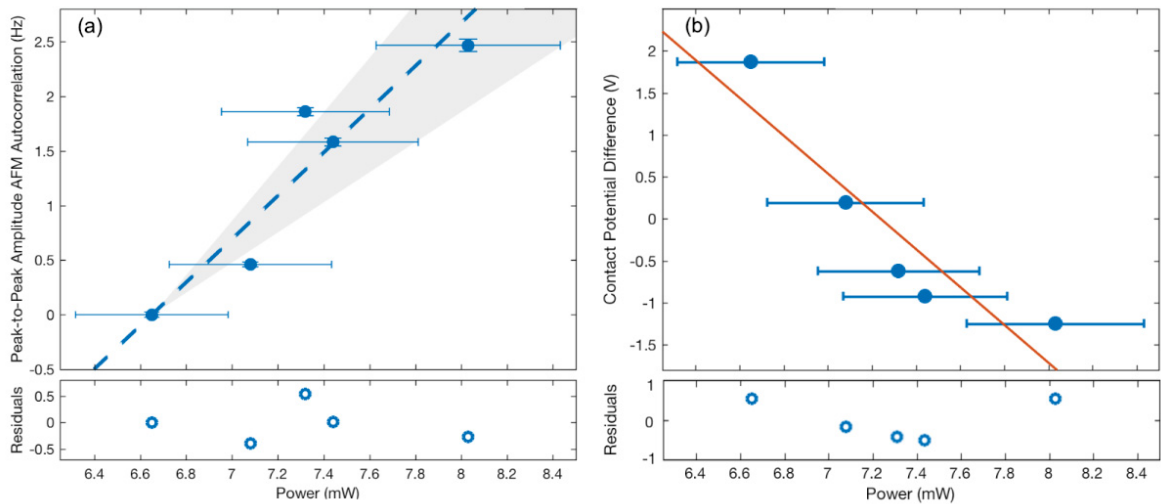 (a)
Peak-to-Peak Amplitude AFM Autocorrelation (Hz)
2.5
2
1.5
1
0.5
0
-0.5
Residuals
0.5
0
-0.5
6.4 6.6 6.8 7 7.2 7.4 7.6 7.8 8 8.2 8.4
Power (mW)
(b)
Contact Potential Difference (V)
2
1.5
1
0.5
0
-0.5
-1
-1.5
Residuals
1
0
1
6.4 6.6 6.8 7 7.2 7.4 7.6 7.8 8 8.2 8.4
Power (mW)